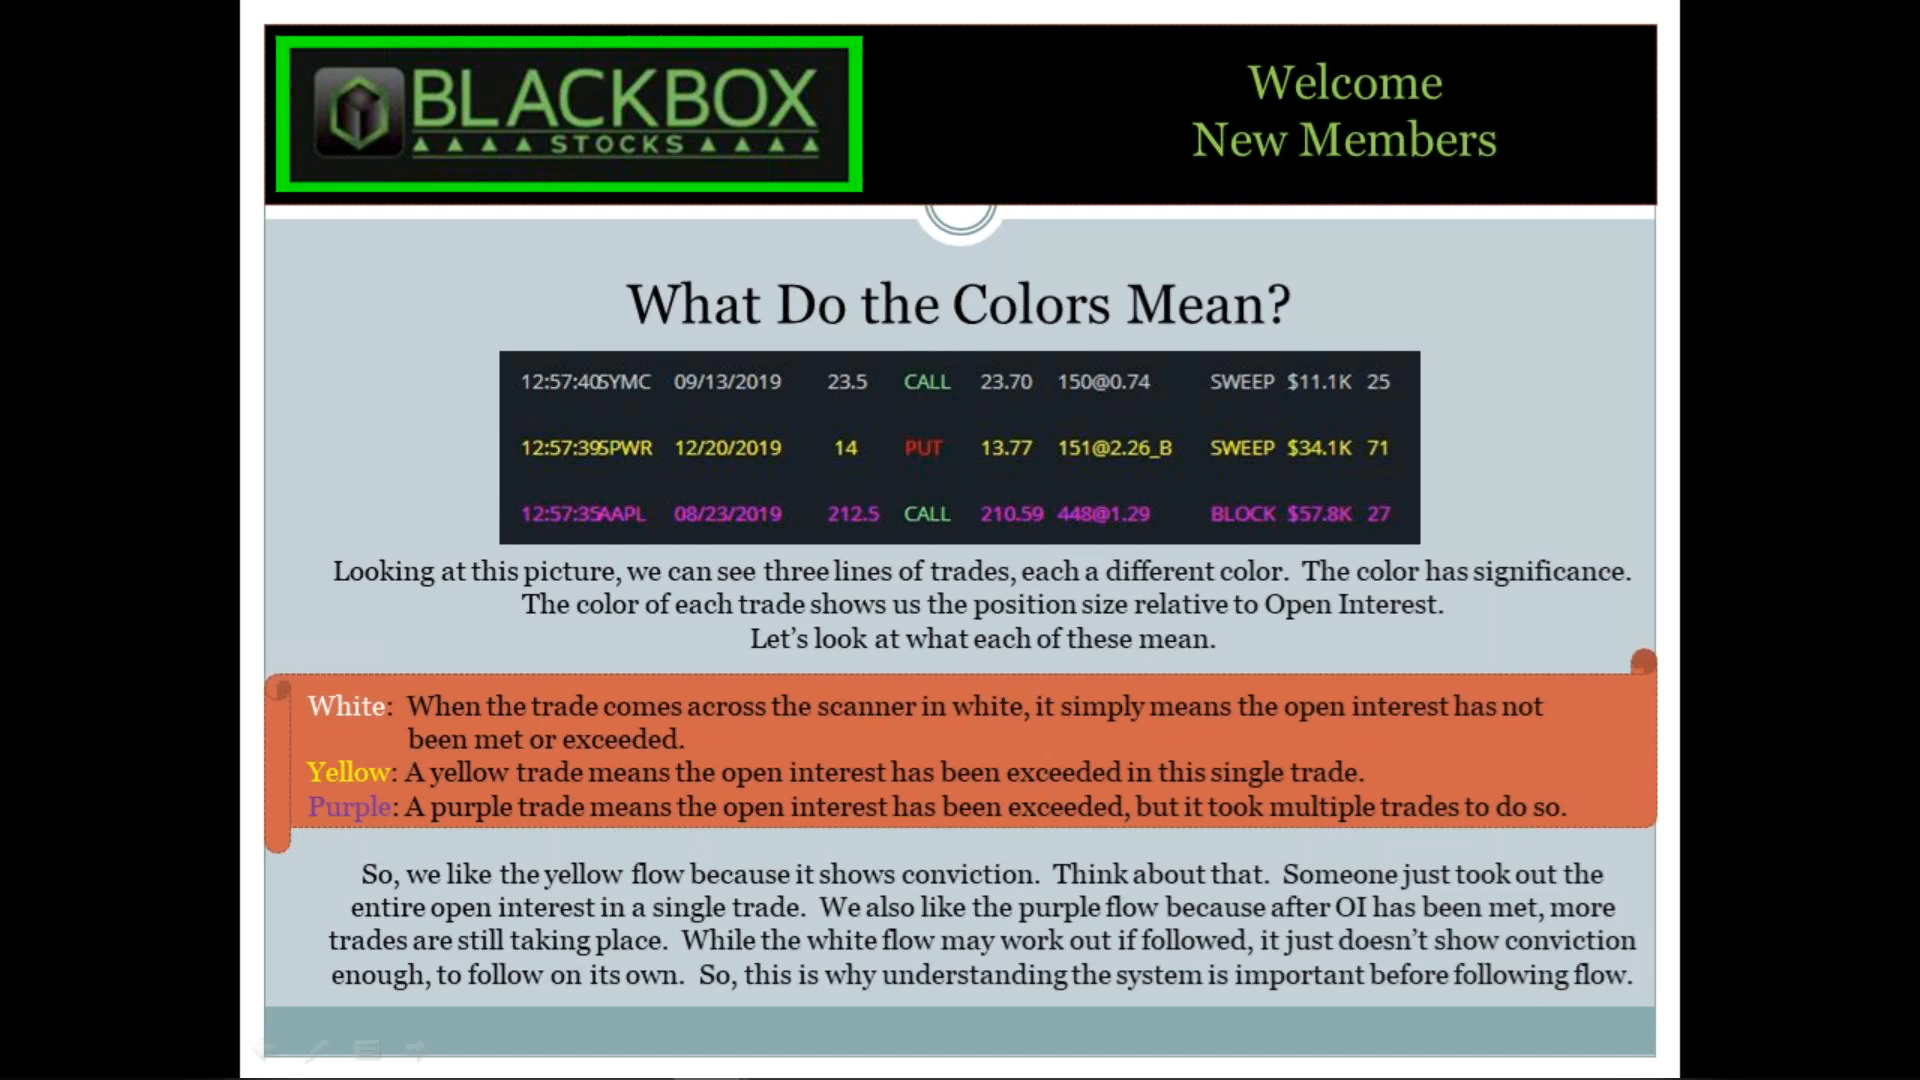 BLACKBOX
STOCKS
Welcome
New Members
What Do the Colors Mean?
12:57:40SYMC 09/13/2019 23.5 CALL 23.70 150@0.74 SWEEP $11.1K 25
12:57:39SPWR 12/20/2019 14 PUT 13.77 151@2.26_B SWEEP $34.1K 71
12:57:35AAPL 08/23/2019 212.5 CALL 210.59 448@1.29 BLOCK $57.8K 27
Looking at this picture, we can see three lines of trades, each a different color. The color has significance.
The color of each trade shows us the position size relative to Open Interest.
Let's look at what each of these mean.
White: When the trade comes across the scanner in white, it simply means the open interest has not
been met or exceeded.
Yellow: A yellow trade means the open interest has been exceeded in this single trade.
Purple: A purple trade means the open interest has been exceeded, but it took multiple trades to do so.
So, we like the yellow flow because it shows conviction. Think about that. Someone just took out the
entire open interest in a single trade. We also like the purple flow because after OI has been met, more
trades are still taking place. While the white flow may work out if followed, it just doesn't show conviction
enough, to follow on its own. So, this is why understanding the system is important before following flow.